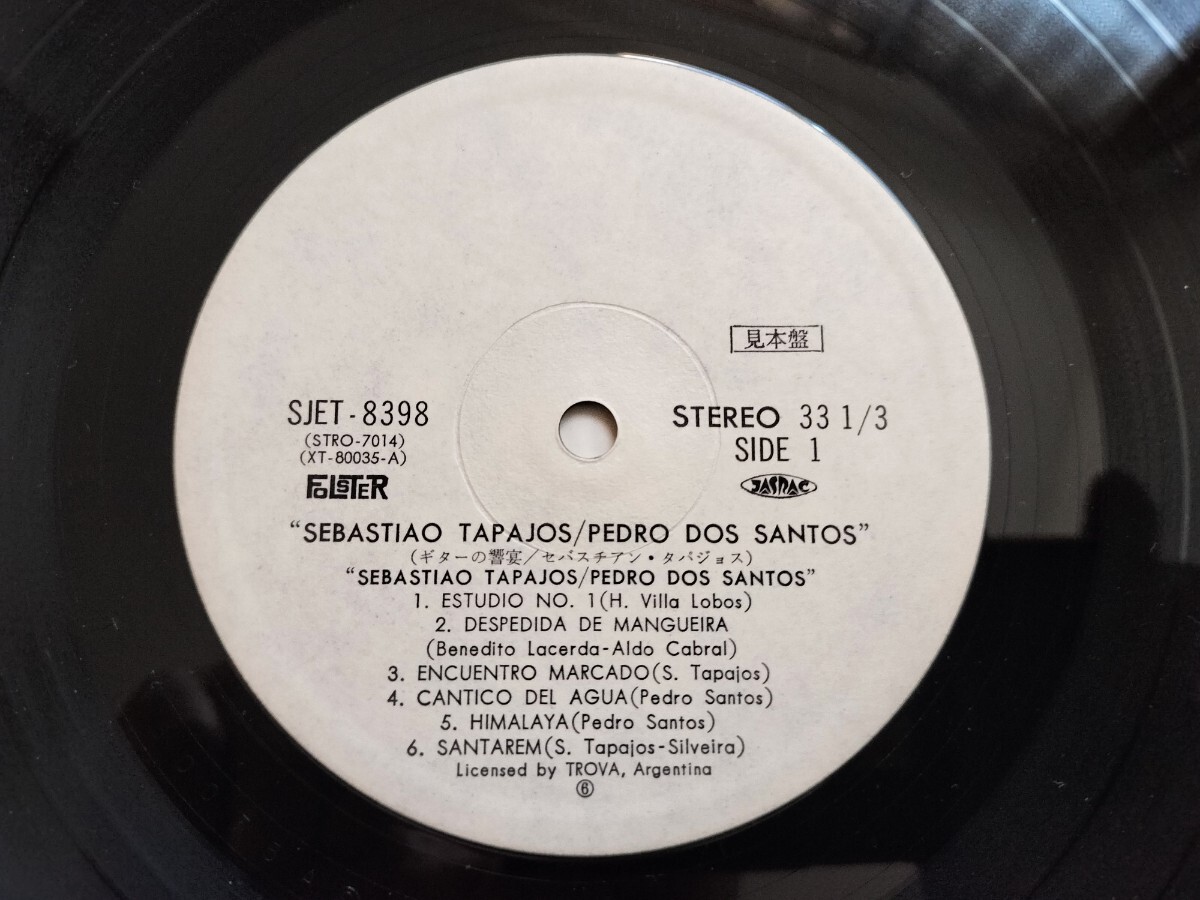 見本盤
SJET-8398
(STRO-7014)
(XT-80035-A)
FOLSTER
STEREO 33 1/3
SIDE 1
JASRAC
"SEBASTIAO TAPAJOS/PEDRO DOS SANTOS"
(ギターの響宴/セバスチアン・タパジョス)
"SEBASTIAO TAPAJOS/PEDRO DOS SANTOS"
1. ESTUDIO NO. 1(H. Villa Lobos)
2. DESPEDIDA DE MANGUEIRA
(Benedito Lacerda-Aldo Cabral)
3. ENCUENTRO MARCADO(S. Tapajos)
4. CANTICO DEL AGUA(Pedro Santos)
5. HIMALAYA(Pedro Santos)
6. SANTAREM(S. Tapajos-Silveira)
Licensed by TROVA, Argentina
⑥